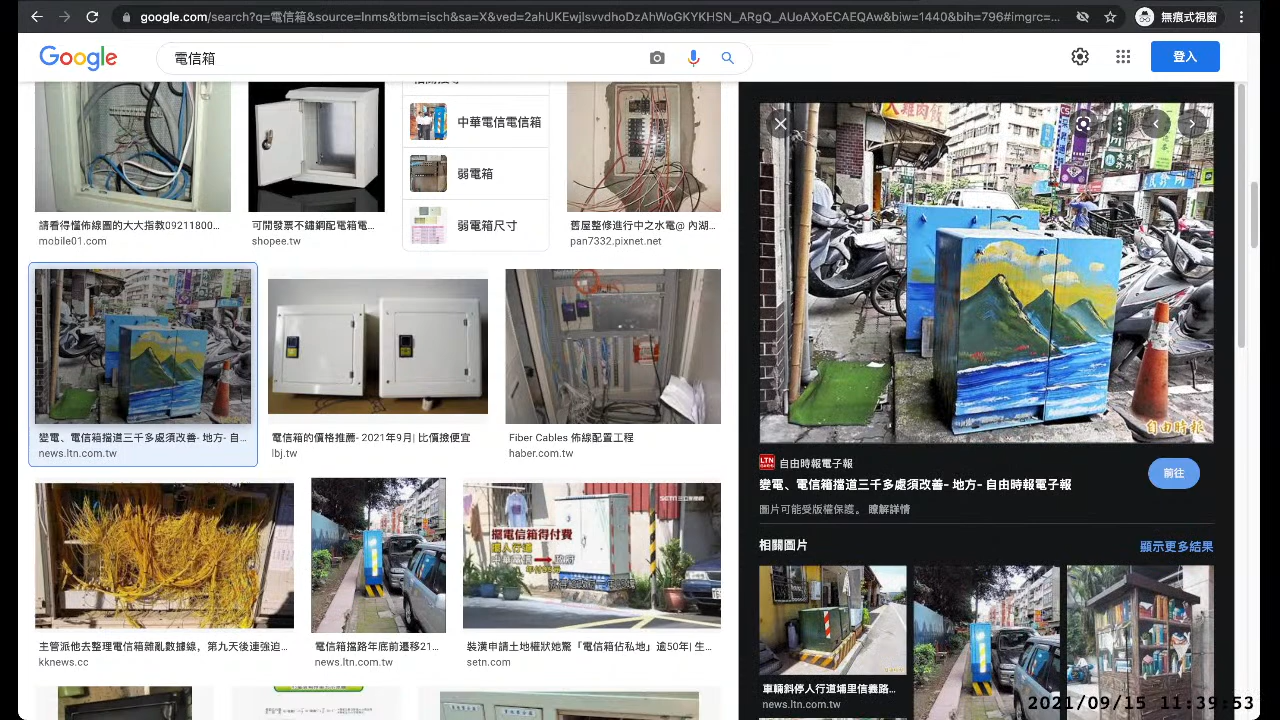 google.com/search?q=電信箱&source=lnms&tbm=isch&sa=X&ved=2ahUKEwjlsvvdhoDzAhWoGKYKHSN_ARgQ_AUoAXoECAEQAw&biw=1440&bih=796#imgrc=...
無痕式視窗
Google
電信箱
登入
中華電信電信箱
弱電箱
弱電箱尺寸
請看得懂佈線圖的大大指教09211800...
mobile01.com
可開發票不鏽鋼配電箱電...
shopee.tw
舊屋整修進行中之水電@ 內湖...
pan7332.pixnet.net
變電、電信箱擋道三千多處須改善- 地方- 自...
news.ltn.com.tw
電信箱的價格推薦- 2021年9月| 比價撿便宜
lbj.tw
Fiber Cables 佈線配置工程
haber.com.tw
擺電信箱得付費
SETN 三立新聞網
主管派他去整理電信箱雜亂數據線，第九天後連強迫...
kknews.cc
電信箱擋路年底前遷移21...
news.ltn.com.tw
裝潢申請土地權狀她驚「電信箱佔私地」逾50年| 生...
setn.com
自由時報
LTN
自由時報電子報
變電、電信箱擋道三千多處須改善- 地方- 自由時報電子報
前往
圖片可能受版權保護。 瞭解詳情
相關圖片
顯示更多結果
news.ltn.com.tw
2021/09/15 11:39:53